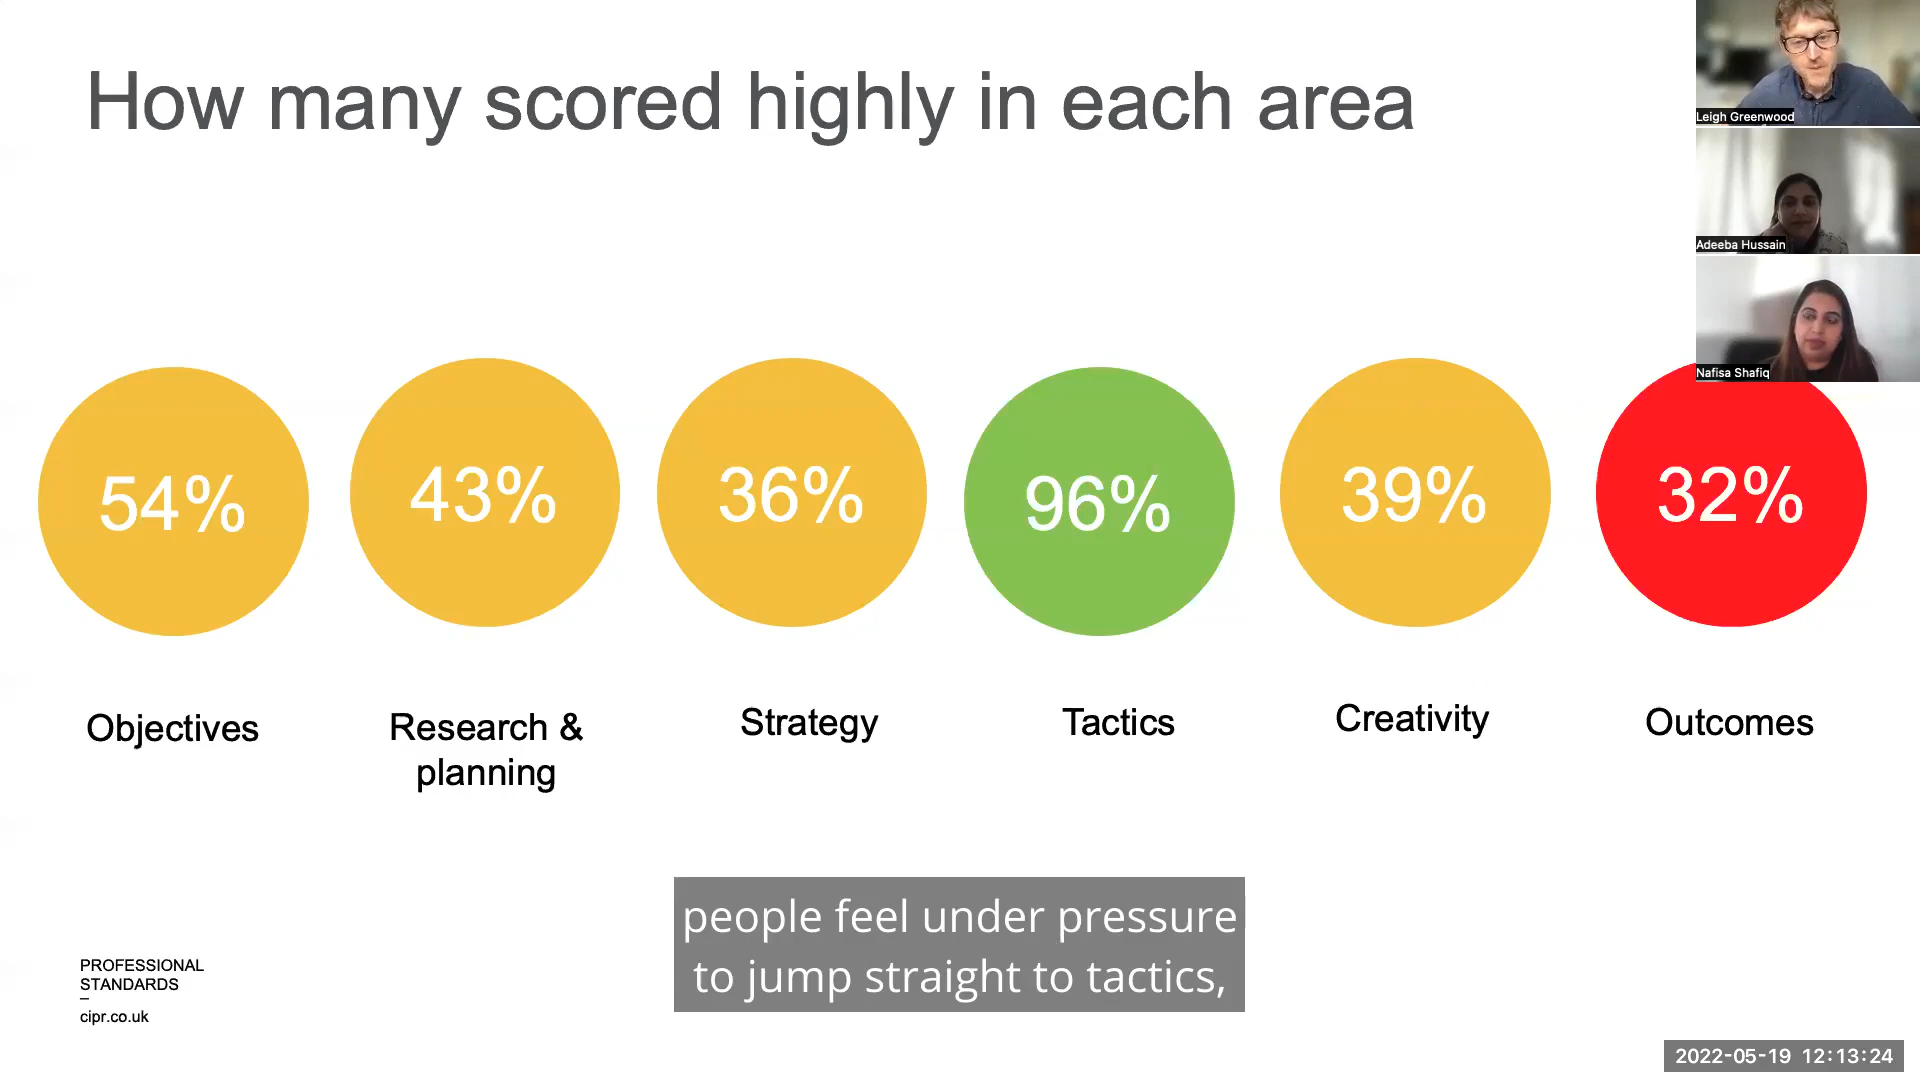 How many scored highly in each area
Leigh Greenwood
Adeeba Hussain
Nafisa Shafiq
54%
43%
36%
96%
39%
32%
Objectives
Research &
planning
Strategy
Tactics
Creativity
Outcomes
people feel under pressure
to jump straight to tactics,
PROFESSIONAL
STANDARDS
–
cipr.co.uk
2022-05-19 12:13:24